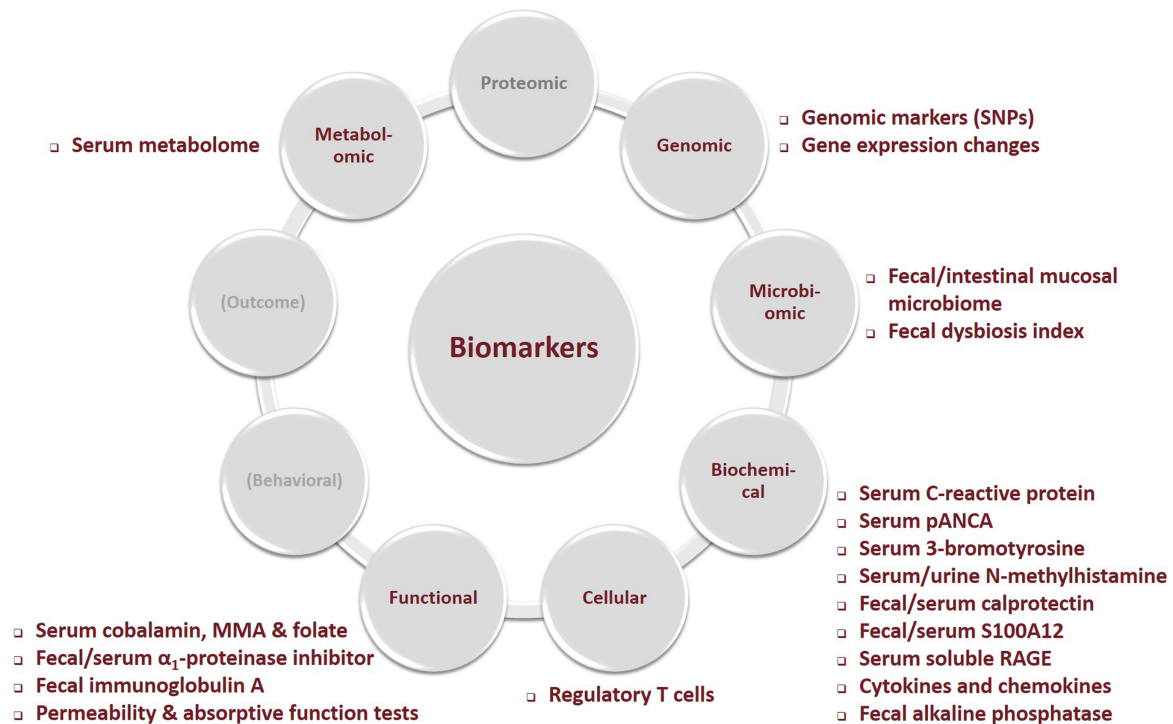 Proteomic
Metabol-
omic
Genomic
❑ Serum metabolome
❑ Genomic markers (SNPs)
❑ Gene expression changes
(Outcome)
Microbi-
omic
❑ Fecal/intestinal mucosal
microbiome
❑ Fecal dysbiosis index
Biomarkers
(Behavioral)
Biochemi-
cal
❑ Serum C-reactive protein
❑ Serum pANCA
❑ Serum 3-bromotyrosine
❑ Serum/urine N-methylhistamine
❑ Fecal/serum calprotectin
❑ Fecal/serum S100A12
❑ Serum soluble RAGE
❑ Cytokines and chemokines
❑ Fecal alkaline phosphatase
Functional
Cellular
❑ Serum cobalamin, MMA & folate
❑ Fecal/serum α₁-proteinase inhibitor
❑ Fecal immunoglobulin A
❑ Permeability & absorptive function tests
❑ Regulatory T cells